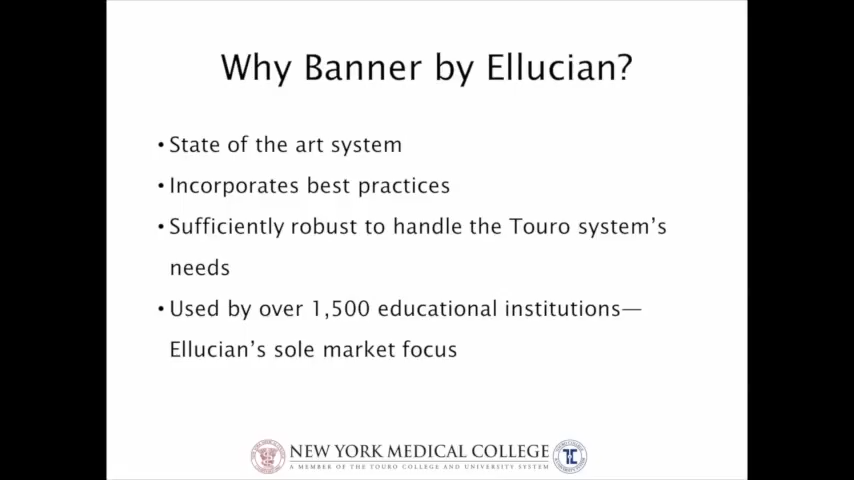 Why Banner by Ellucian?
• State of the art system
• Incorporates best practices
• Sufficiently robust to handle the Touro system's
needs
• Used by over 1,500 educational institutions—
Ellucian's sole market focus
NEW YORK MEDICAL COLLEGE
A MEMBER OF THE TOURO COLLEGE AND UNIVERSITY SYSTEM